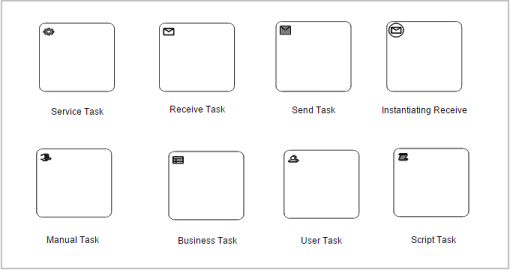 Service Task
Receive Task
Send Task
Instantiating Receive
Manual Task
Business Task
User Task
Script Task